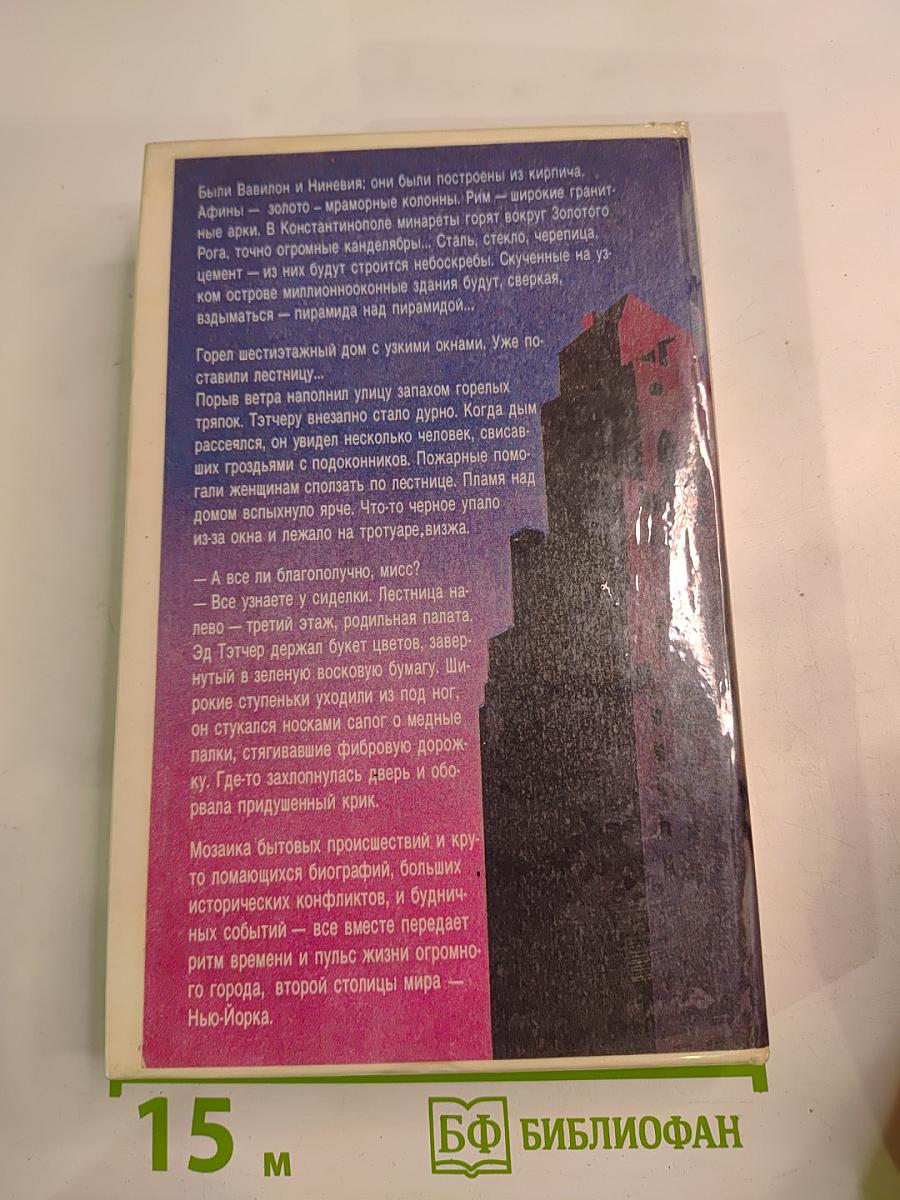 Были Вавилон и Ниневия; они были построены из кирпича.
Афины — золото – мраморные колонны. Рим — широкие гранит-
ные арки. В Константинополе минареты горят вокруг Золотого
Рога, точно огромные канделябры... Сталь, стекло, черепица,
цемент — из них будут строится небоскребы. Скученные на уз-
ком острове миллионнооконные здания будут, сверкая,
вздыматься — пирамида над пирамидой...
Горел шестиэтажный дом с узкими окнами. Уже по-
ставили лестницу...
Порыв ветра наполнил улицу запахом горелых
тряпок. Тэтчеру внезапно стало дурно. Когда дым
рассеялся, он увидел несколько человек, свисав-
ших гроздьями с подоконников. Пожарные помо-
гали женщинам сползать по лестнице. Пламя над
домом вспыхнуло ярче. Что-то черное упало
из-за окна и лежало на тротуаре,визжа.
— А все ли благополучно, мисс?
— Все узнаете у сиделки. Лестница на-
лево — третий этаж, родильная палата.
Эд Тэтчер держал букет цветов, завер-
нутый в зеленую восковую бумагу. Ши-
рокие ступеньки уходили из под ног,
он стукался носками сапог о медные
палки, стягивавшие фибровую дорож-
ку. Где-то захлопнулась дверь и обо-
рвала придушенный крик.
Мозаика бытовых происшествий и кру-
то ломающихся биографий, больших
исторических конфликтов, и буднич-
ных событий — все вместе передает
ритм времени и пульс жизни огромно-
го города, второй столицы мира —
Нью-Йорка.
15 м
БФ БИБЛИОФАН